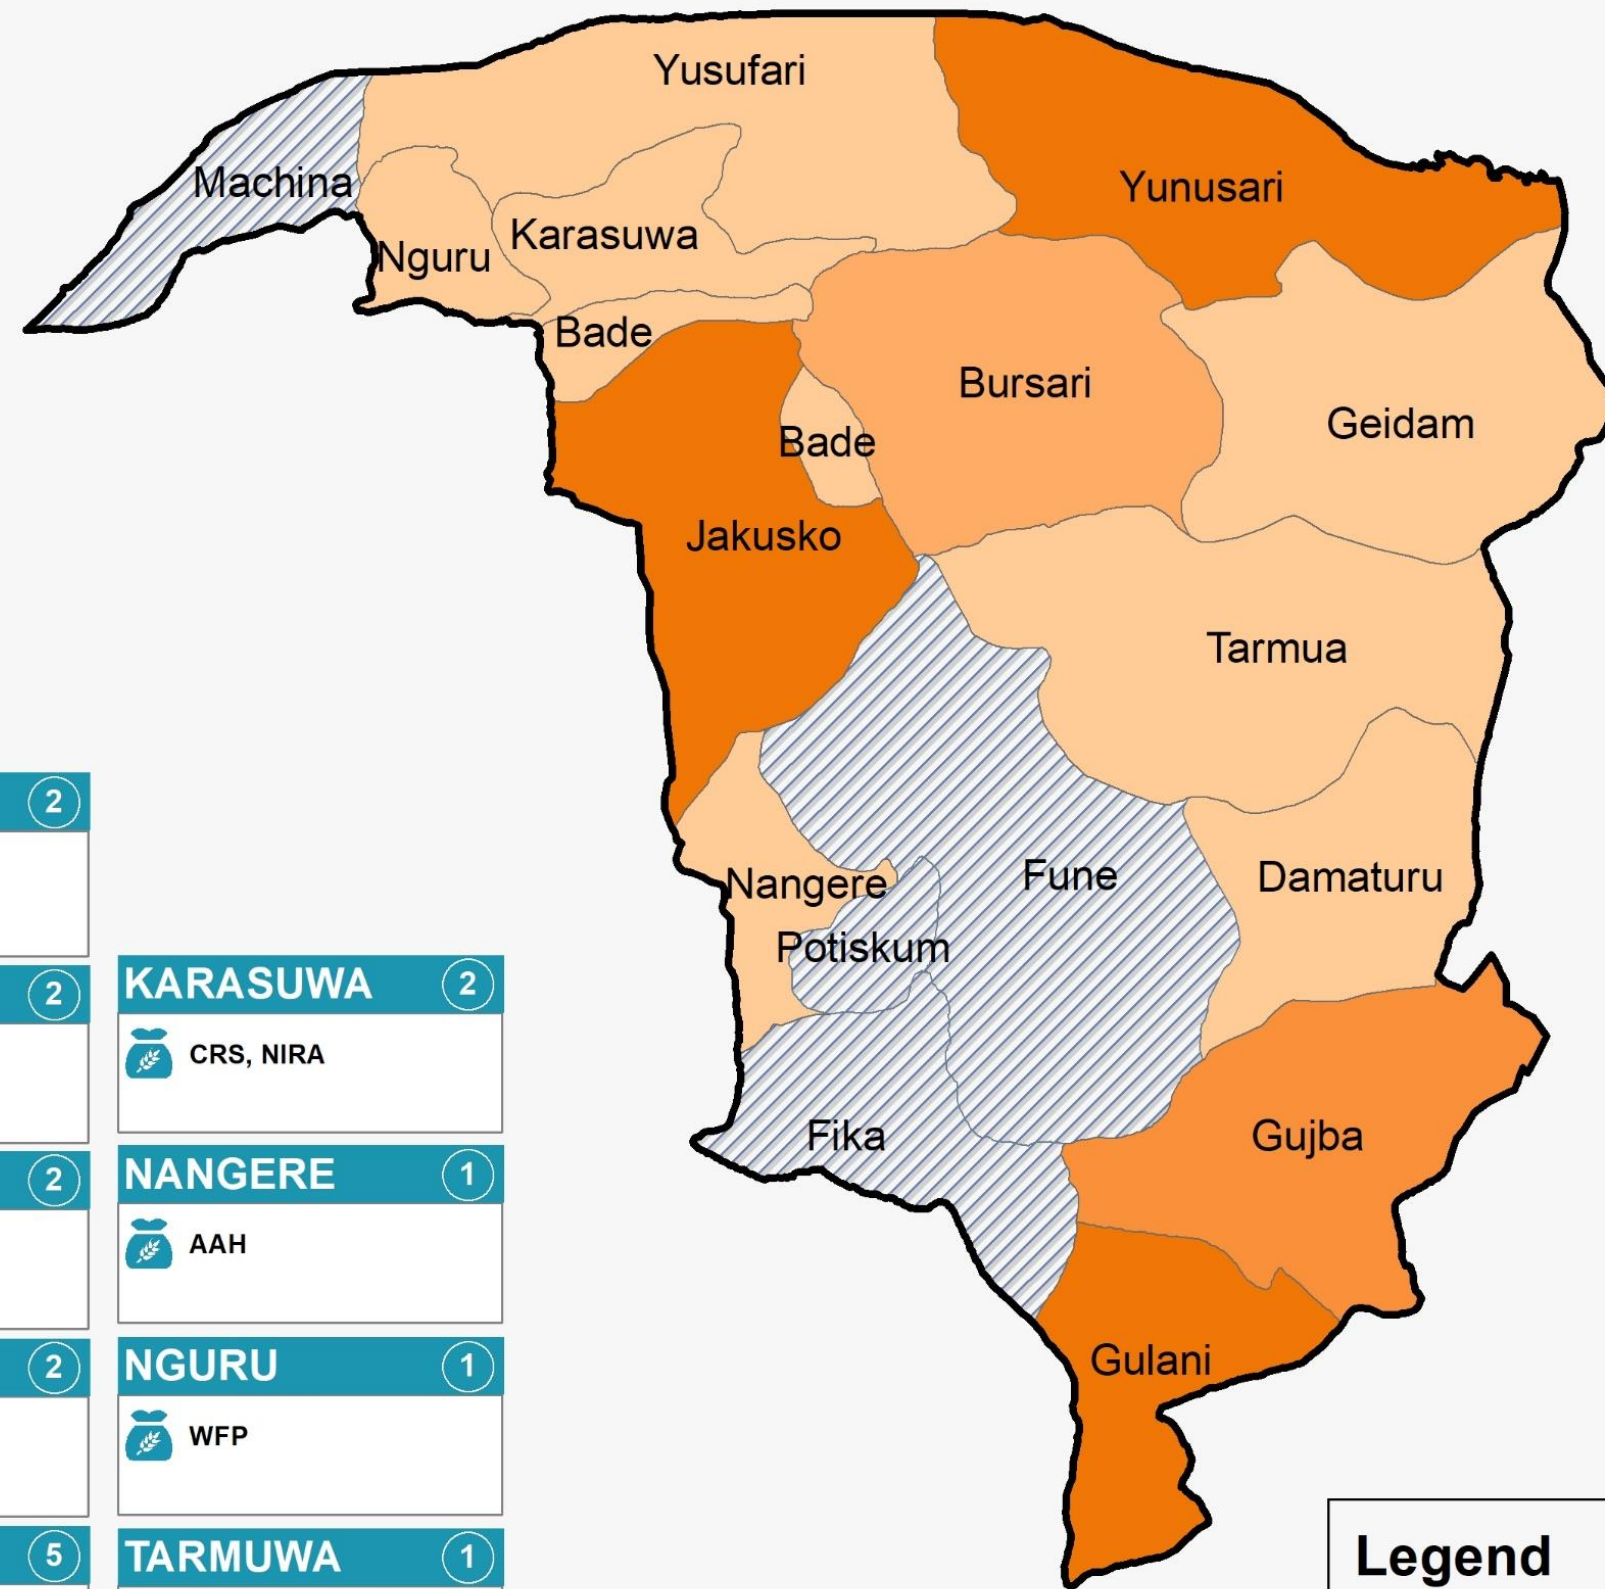 Yusufari
Machina
Yunusari
Karasuwa
Nguru
Bade
Bursari
Geidam
Bade
Jakusko
Tarmua
Nangere
Fune
Damaturu
Potiskum
Fika
Gujba
Gulani
2
2
2
2
5
KARASUWA 2
CRS, NIRA
NANGERE 1
AAH
NGURU 1
WFP
TARMUWA 1
Legend